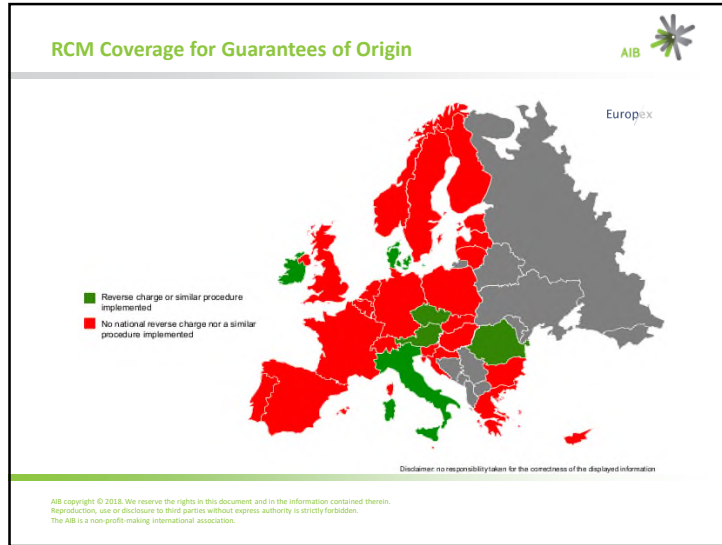 RCM Coverage for Guarantees of Origin
AIB
Europex
Reverse charge or similar procedure
implemented
No national reverse charge nor a similar
procedure implemented
Disclaimer: no responsibility taken for the correctness of the displayed information
AIB copyright © 2018. We reserve the rights in this document and in the information contained therein.
Reproduction, use or disclosure to third parties without express authority is strictly forbidden.
The AIB is a non-profit-making international association.